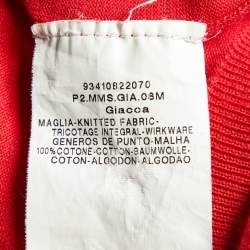 93410B22070
P2.MMS.GIA.08M
Giacca
MAGLIA-KNITTED FABRIC-
TRICOTAGE INTEGRAL-WIRKWARE
GENEROS DE PUNTO-MALHA
100%COTONE-COTTON-BAUMWOLLE-
COTON-ALGODON-ALGODAO